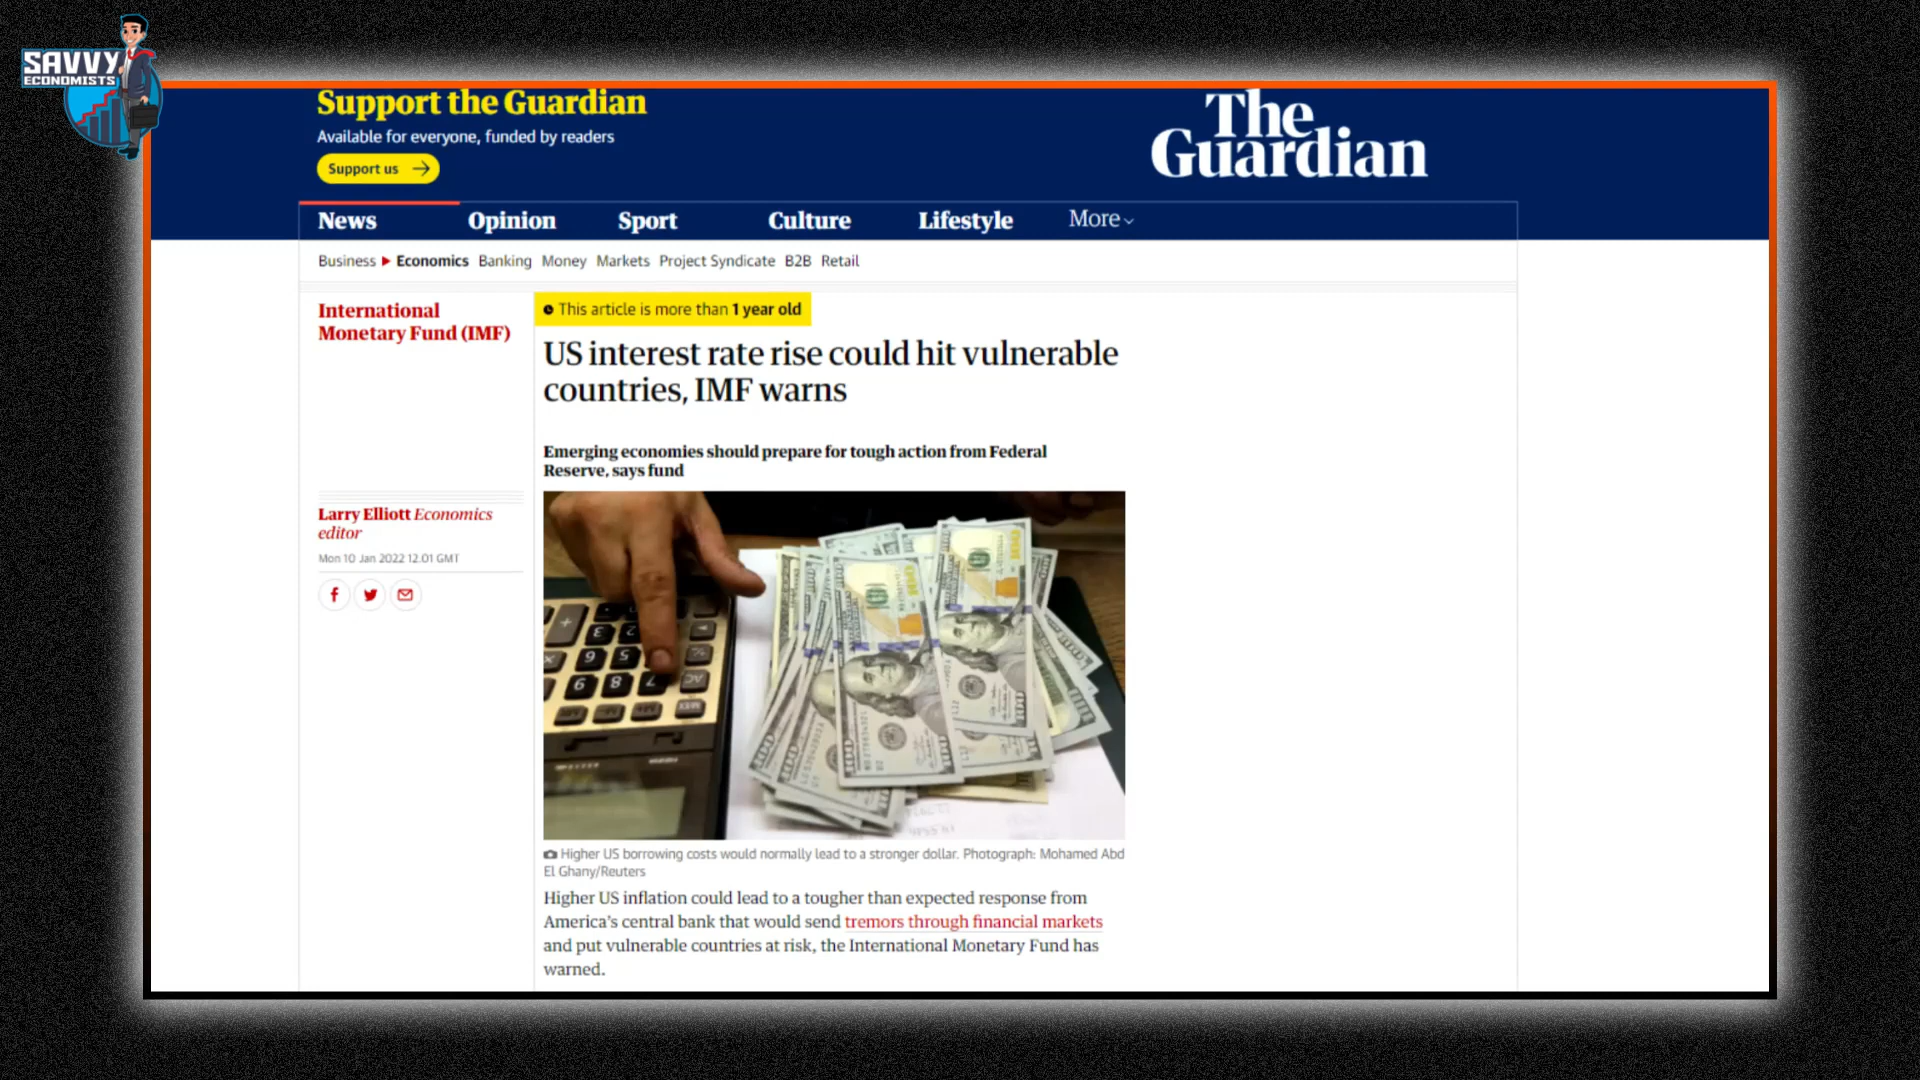 SAVVY
ECONOMISTS
Support the Guardian
Available for everyone, funded by readers
Support us
The
Guardian
News Opinion Sport Culture Lifestyle More
Business Economics Banking Money Markets Project Syndicate B2B Retail
International
Monetary Fund (IMF)
This article is more than 1 year old
US interest rate rise could hit vulnerable
countries, IMF warns
Emerging economies should prepare for tough action from Federal
Reserve, says fund
Larry Elliott Economics
editor
Mon 10 Jan 2022 12.01 GMT
Higher US borrowing costs would normally lead to a stronger dollar. Photograph: Mohamed Abd
El Ghany/Reuters
Higher US inflation could lead to a tougher than expected response from
America's central bank that would send tremors through financial markets
and put vulnerable countries at risk, the International Monetary Fund has
warned.